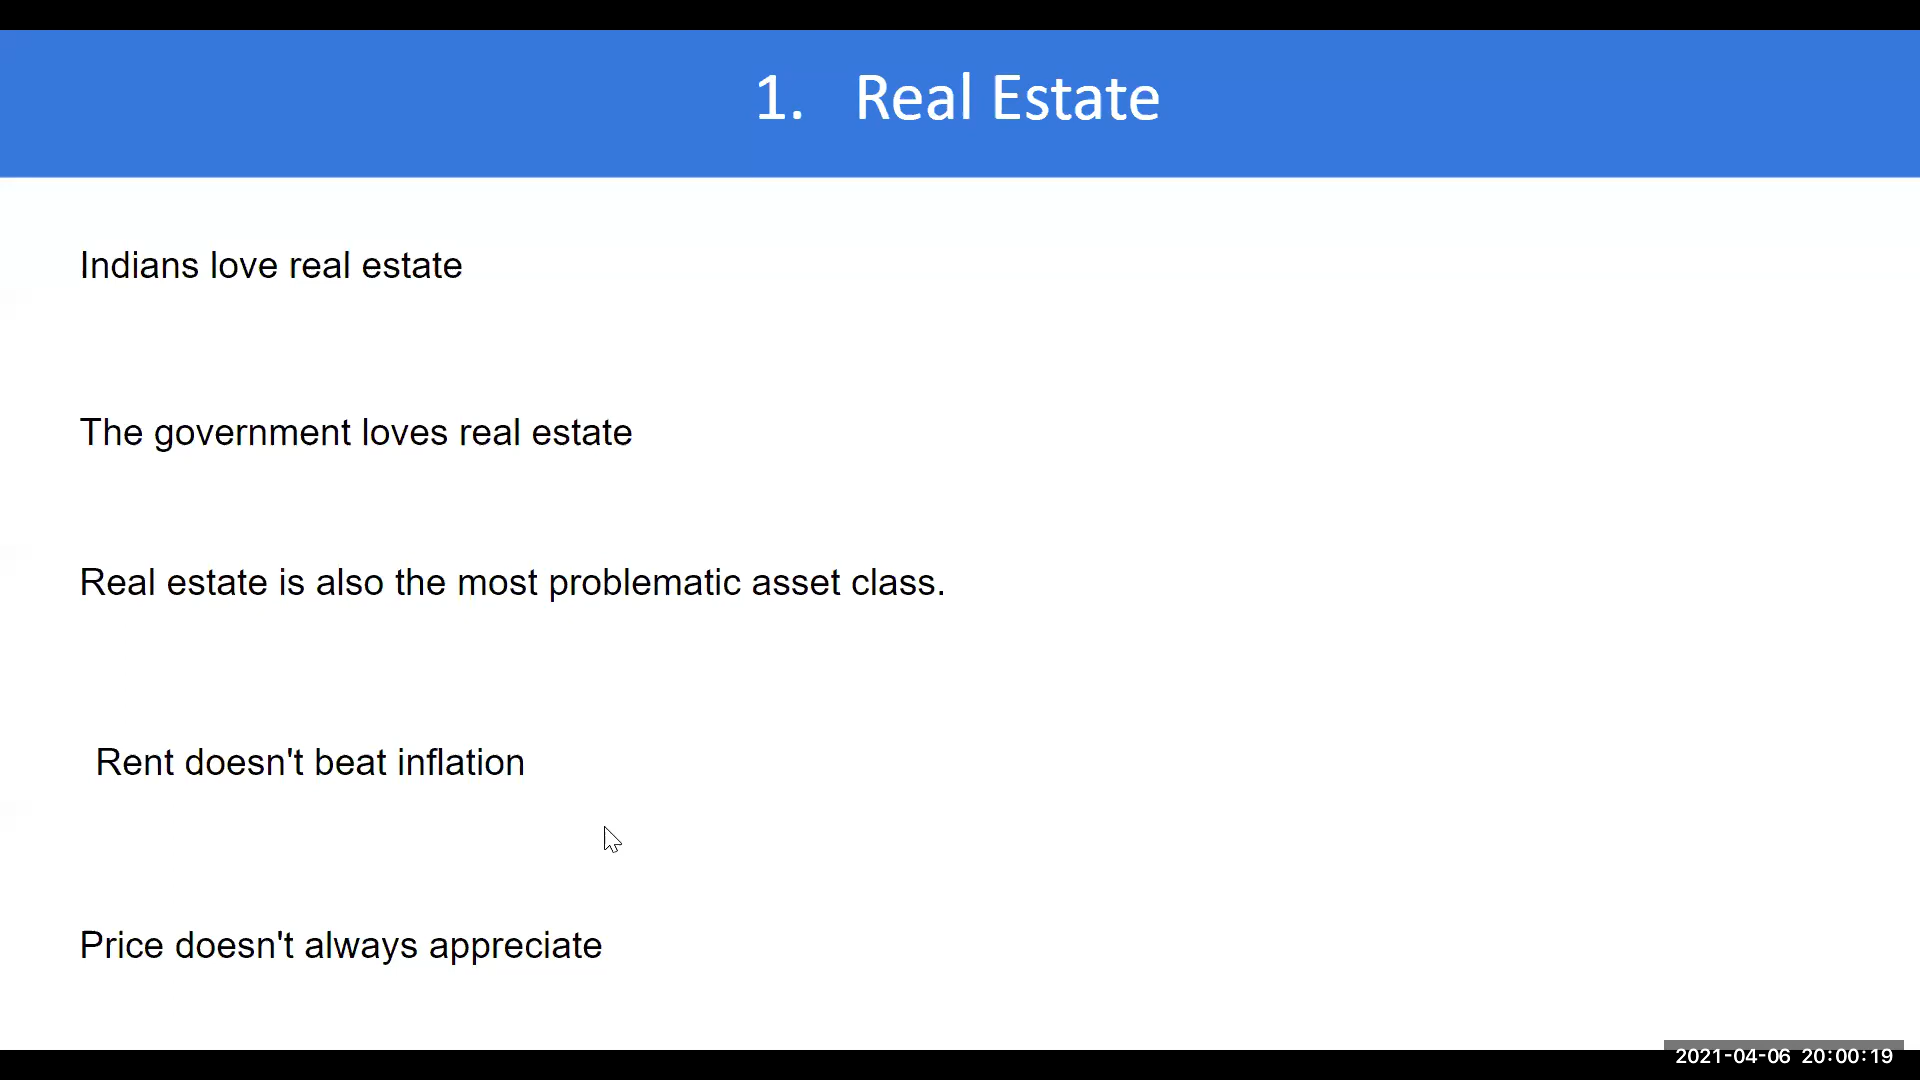 1. Real Estate
Indians love real estate
The government loves real estate
Real estate is also the most problematic asset class.
Rent doesn't beat inflation
Price doesn't always appreciate
2021-04-06 20:00:19